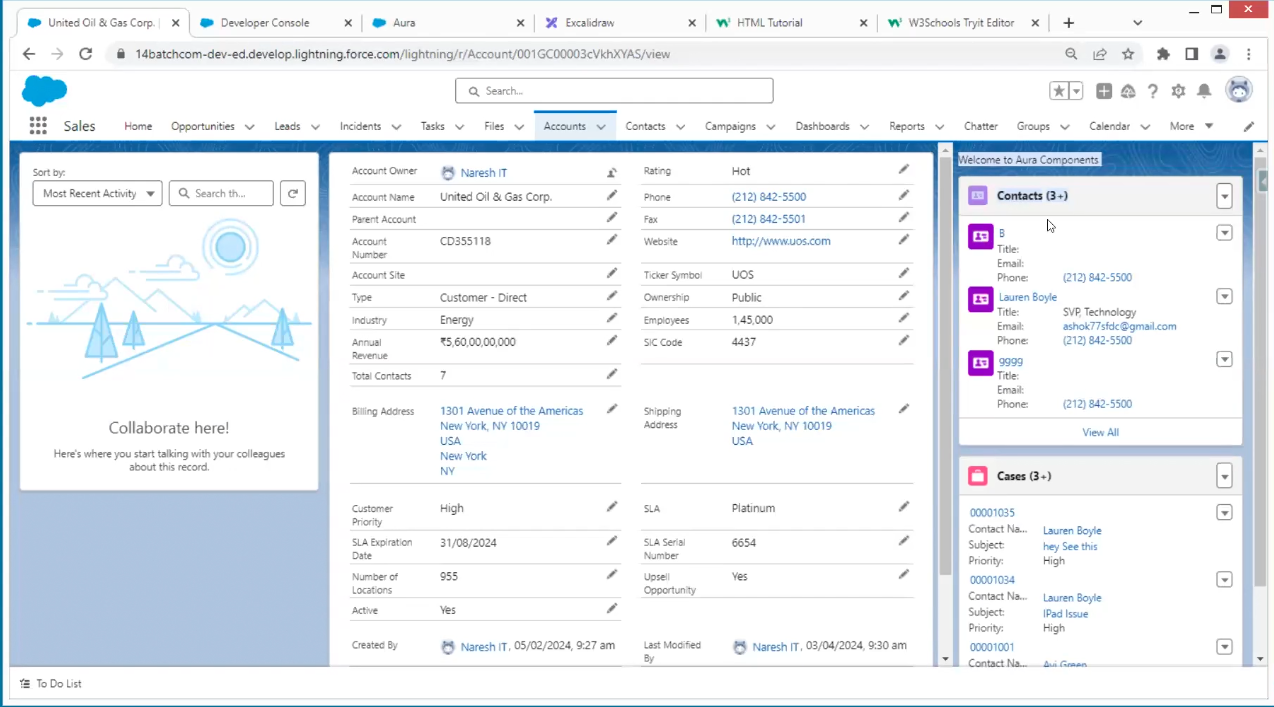 United Oil & Gas Corp.
Developer Console
Aura
Excalidraw
HTML Tutorial
W3Schools Tryit Editor
14batchcom-dev-ed.develop.lightning.force.com/lightning/r/Account/001GC00003cVkhXYAS/view
Search...
Sales
Home
Opportunities
Leads
Incidents
Tasks
Files
Accounts
Contacts
Campaigns
Dashboards
Reports
Chatter
Groups
Calendar
More
Sort by:
Most Recent Activity
Search th...
Collaborate here!
Here's where you start talking with your colleagues
about this record.
Account Owner
Naresh IT
Rating
Hot
Account Name
United Oil & Gas Corp.
Phone
(212) 842-5500
Parent Account
Fax
(212) 842-5501
Account
Number
CD355118
Website
http://www.uos.com
Account Site
Ticker Symbol
UOS
Type
Customer - Direct
Ownership
Public
Industry
Energy
Employees
1,45,000
Annual
Revenue
₹5,60,00,00,000
SIC Code
4437
Total Contacts
7
Billing Address
1301 Avenue of the Americas
New York, NY 10019
USA
New York
NY
Shipping
Address
1301 Avenue of the Americas
New York, NY 10019
USA
Customer
Priority
High
SLA
Platinum
SLA Expiration
Date
31/08/2024
SLA Serial
Number
6654
Number of
Locations
955
Upsell
Opportunity
Yes
Active
Yes
Created By
Naresh IT, 05/02/2024, 9:27 am
Last Modified
By
Naresh IT, 03/04/2024, 9:30 am
Welcome to Aura Components
Contacts (3+)
B
Title:
Email:
Phone:
(212) 842-5500
Lauren Boyle
Title:
SVP, Technology
Email:
ashok77sfdc@gmail.com
Phone:
(212) 842-5500
9999
Title:
Email:
Phone:
(212) 842-5500
View All
Cases (3+)
00001035
Contact Na...
Lauren Boyle
Subject:
hey See this
Priority:
High
00001034
Contact Na...
Lauren Boyle
Subject:
IPad Issue
Priority:
High
00001001
Contact Na...
Avi Green
To Do List